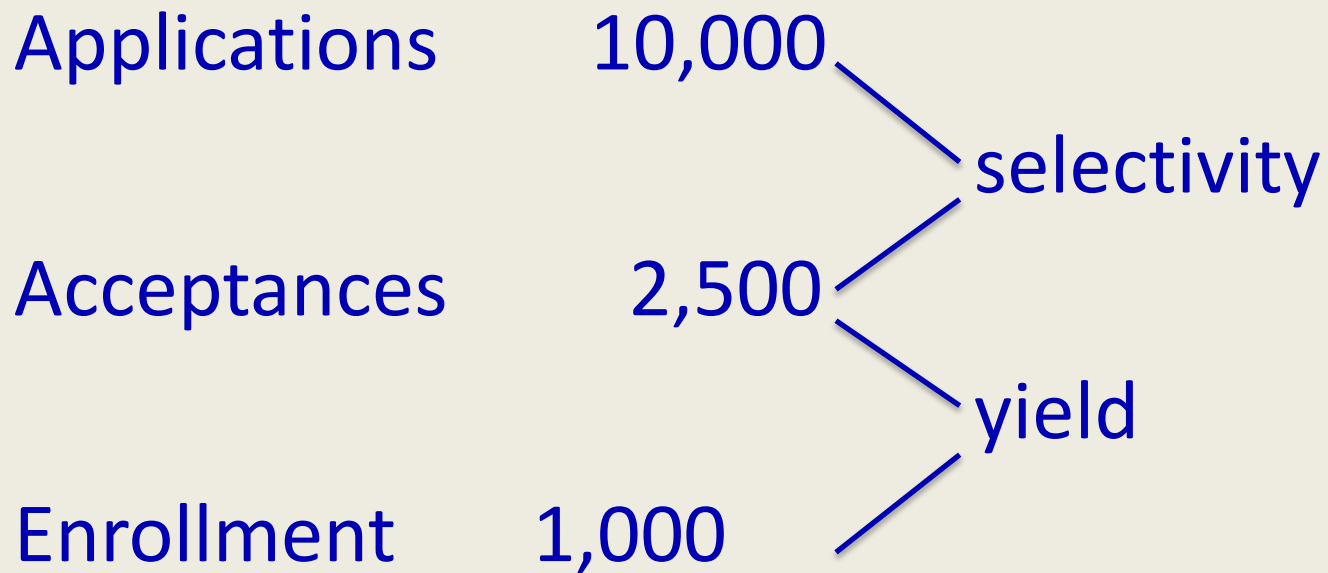 Applications 10,000
selectivity
Acceptances 2,500
yield
Enrollment 1,000